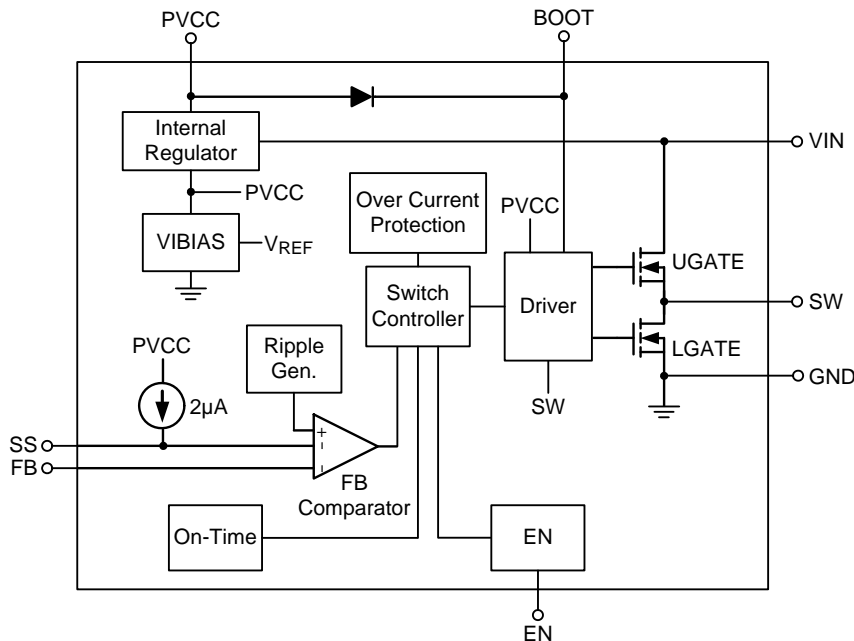 PVCC
BOOT
Internal
Regulator
VIN
PVCC
Over Current
Protection
PVCC
VIBIAS
VREF
UGATE
Switch
Controller
Driver
SW
PVCC
Ripple
Gen.
LGATE
GND
2µA
SW
SS
+
-
-
FB
FB
Comparator
On-Time
EN
EN